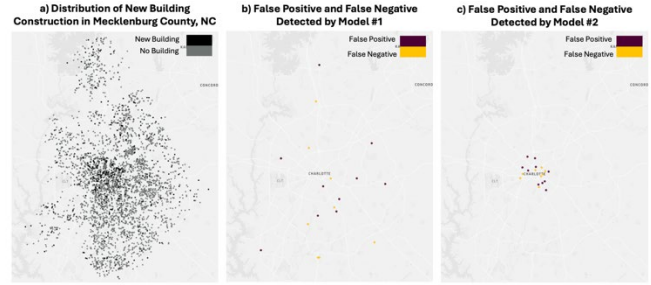 a) Distribution of New Building
Construction in Mecklenburg County, NC
New Building
No Building
CONCORD
b) False Positive and False Negative
Detected by Model #1
False Positive
False Negative
CONCORD
CHARLOTTE
c) False Positive and False Negative
Detected by Model #2
False Positive
False Negative
CONCORD
CHARLOTTE